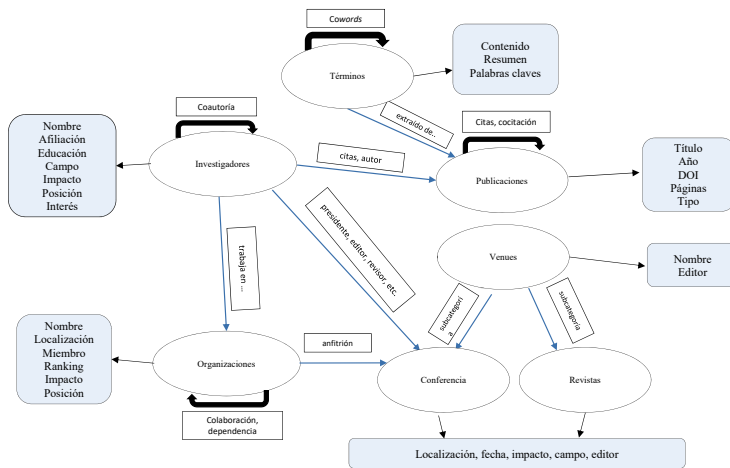 Cowords
Contenido
Resumen
Palabras claves
Términos
Coautoría
extraído de..
Citas, cocitación
Nombre
Afiliación
Educación
Campo
Impacto
Posición
Interés
Investigadores
citas, autor
Publicaciones
Título
Año
DOI
Páginas
Tipo
presidente, editor, revisor, etc.
trabaja en
...
Venues
Nombre
Editor
subcategorí
a
subcategoría
Nombre
Localización
Miembro
Ranking
Impacto
Posición
Organizaciones
anfitrión
Conferencia
Revistas
Colaboración,
dependencia
Localización, fecha, impacto, campo, editor